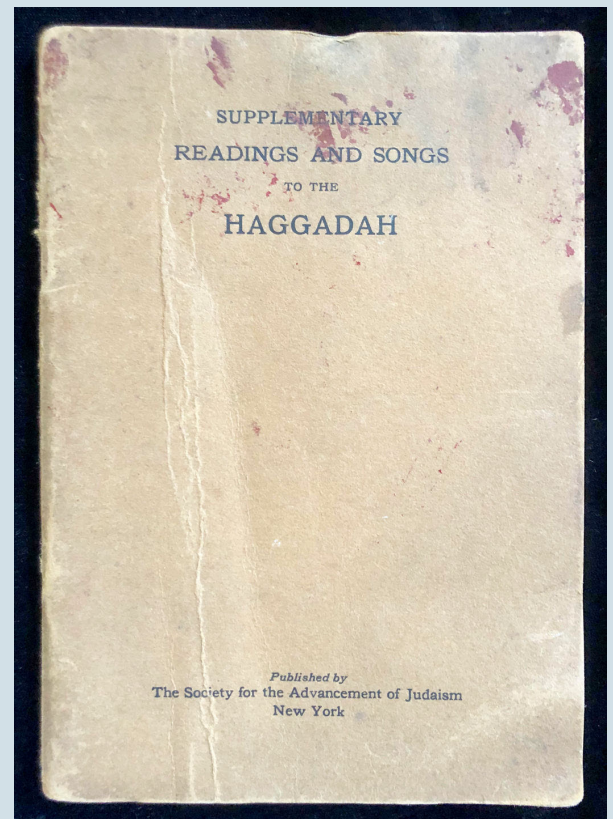 SUPPLEMENTARY
READINGS AND SONGS
TO THE
HAGGADAH
Published by
The Society for the Advancement of Judaism
New York